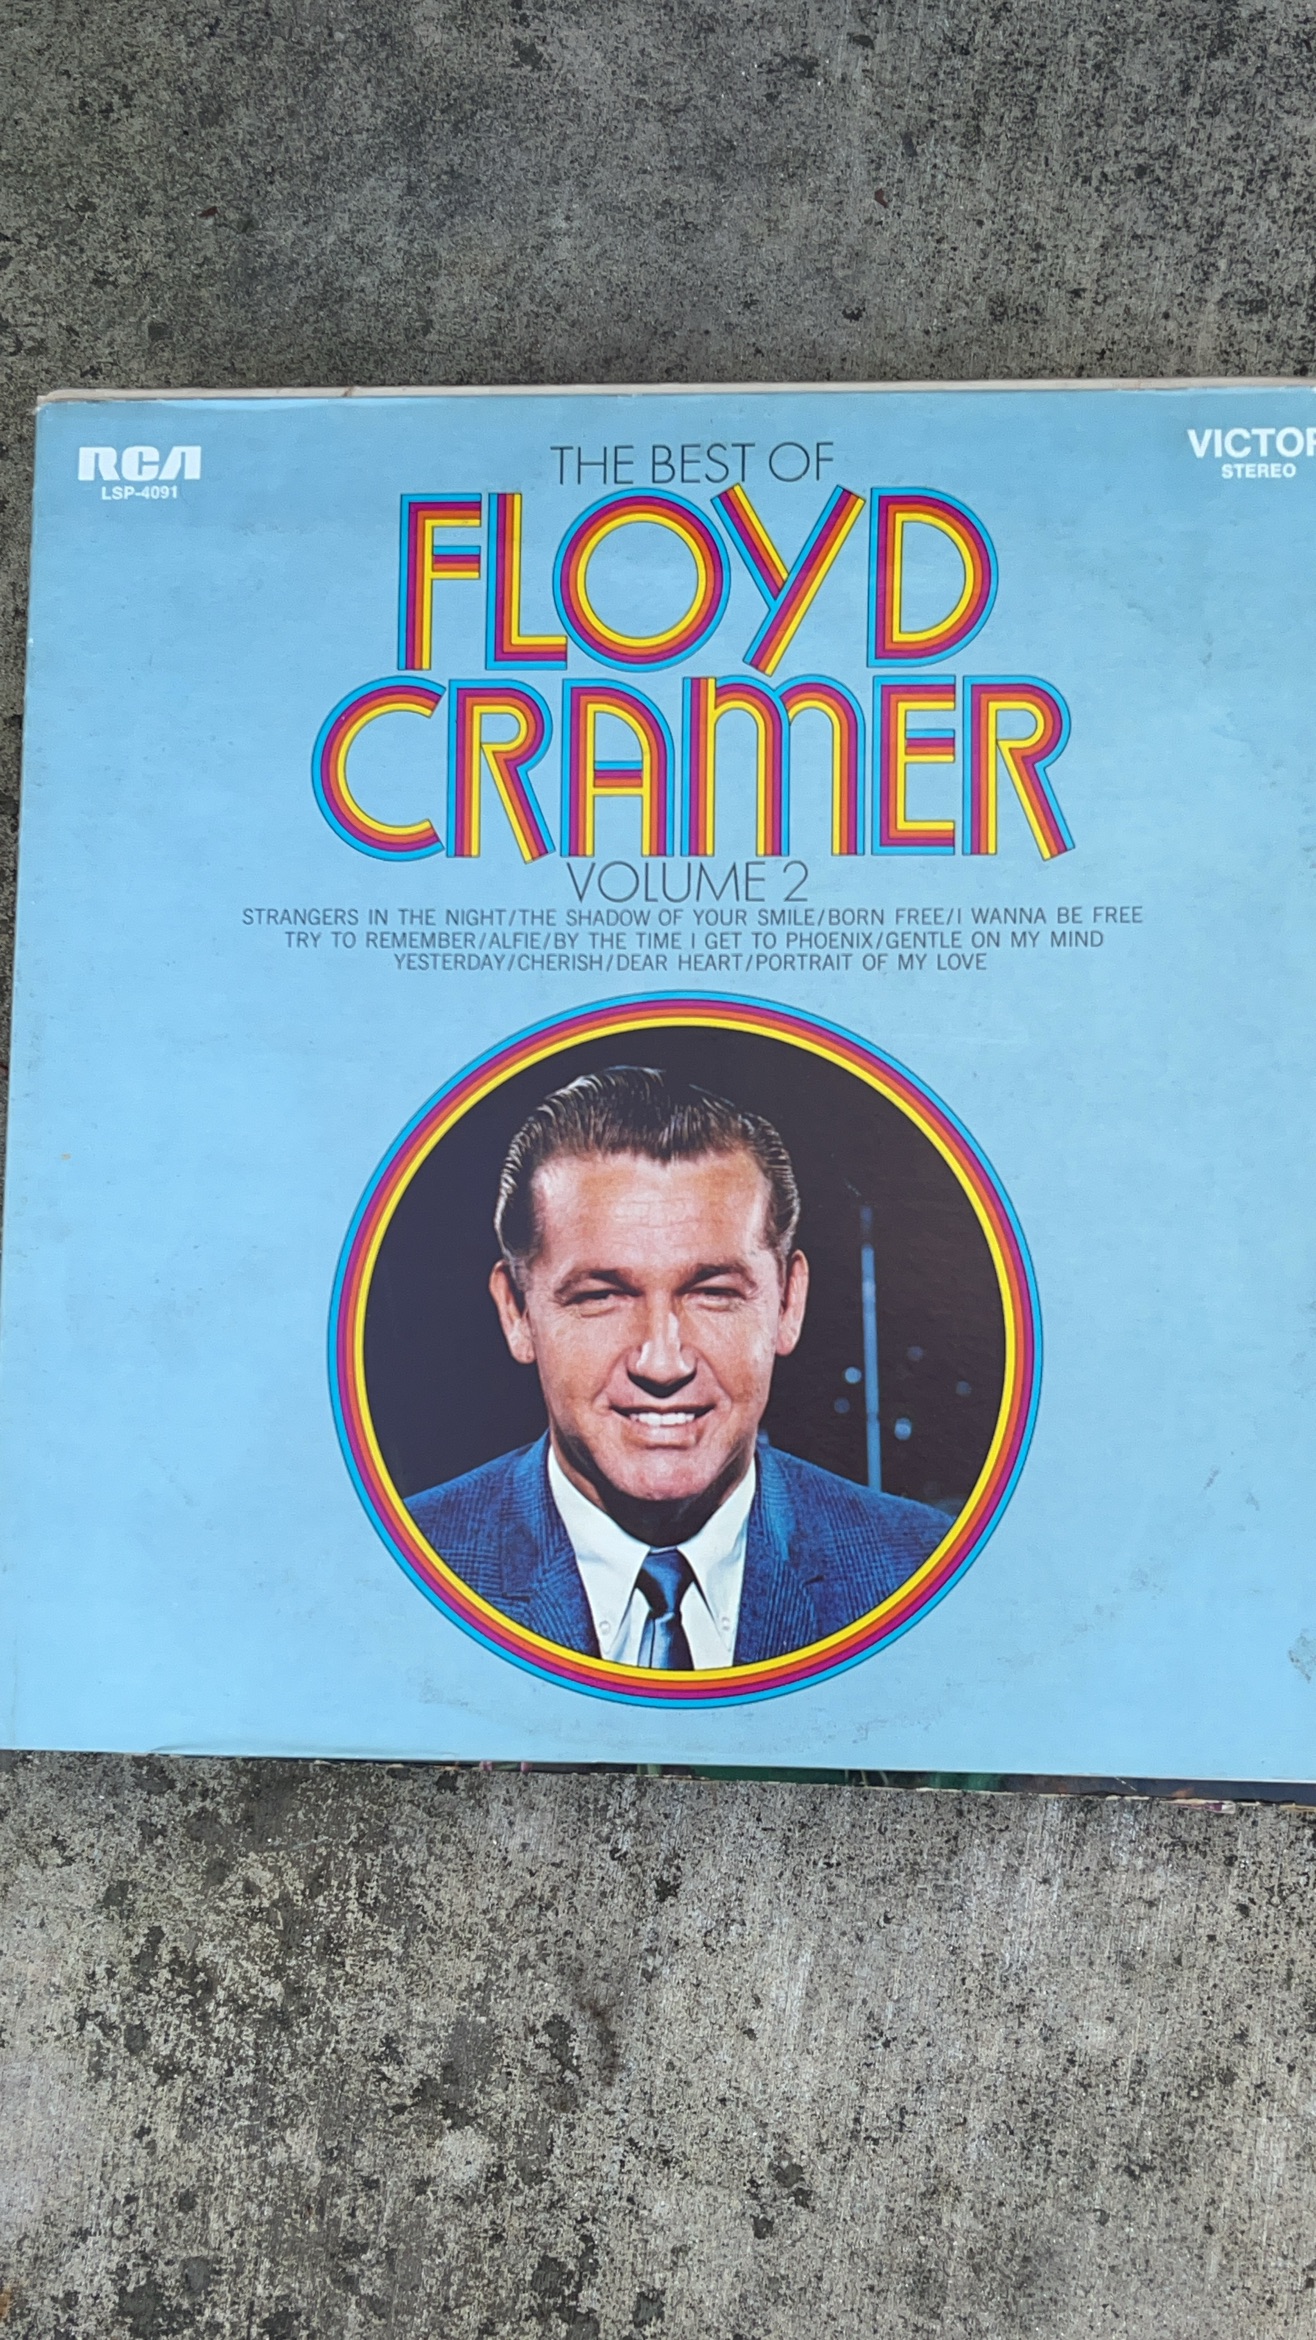 RCA
LSP-4091
VICTOR
STEREO
THE BEST OF
FLOYD
CRAMER
VOLUME 2
STRANGERS IN THE NIGHT/THE SHADOW OF YOUR SMILE/BORN FREE/I WANNA BE FREE
TRY TO REMEMBER/ALFIE/BY THE TIME I GET TO PHOENIX/GENTLE ON MY MIND
YESTERDAY/CHERISH/DEAR HEART/PORTRAIT OF MY LOVE